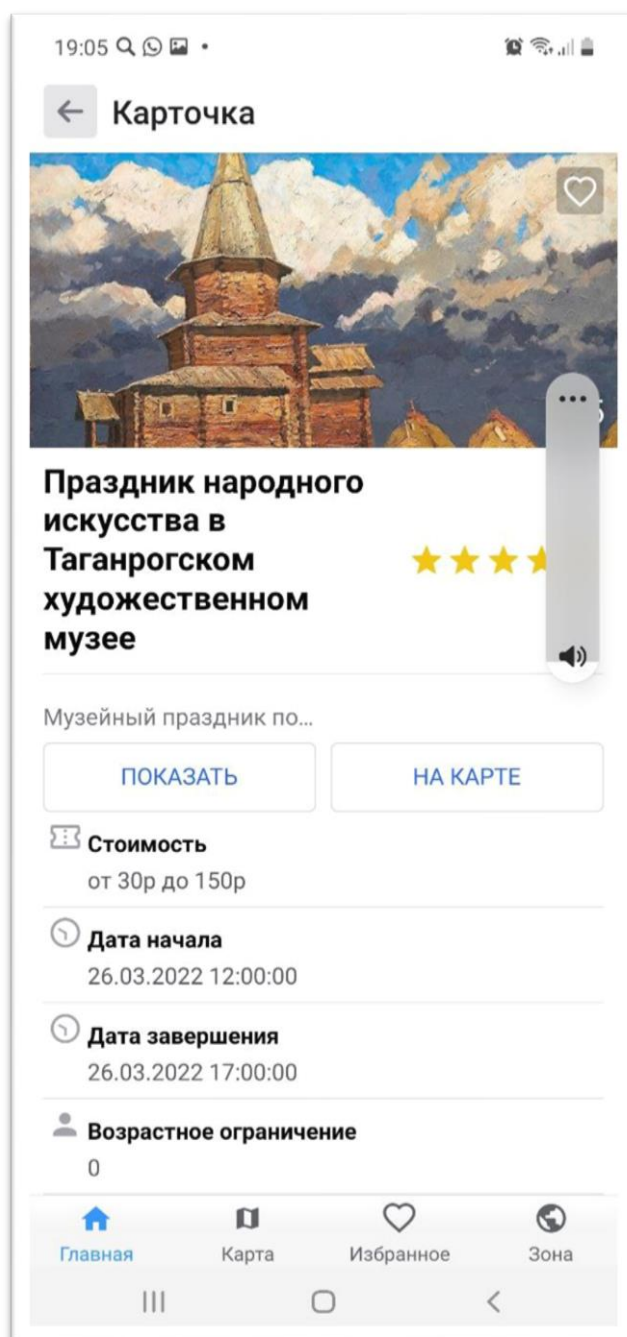 19:05
Карточка
Праздник народного
искусства в
Таганрогском
художественном
музее
Музейный праздник по...
ПОКАЗАТЬ
НА КАРТЕ
Стоимость
от 30р до 150р
Дата начала
26.03.2022 12:00:00
Дата завершения
26.03.2022 17:00:00
Возрастное ограничение
0
Главная
Карта
Избранное
Зона